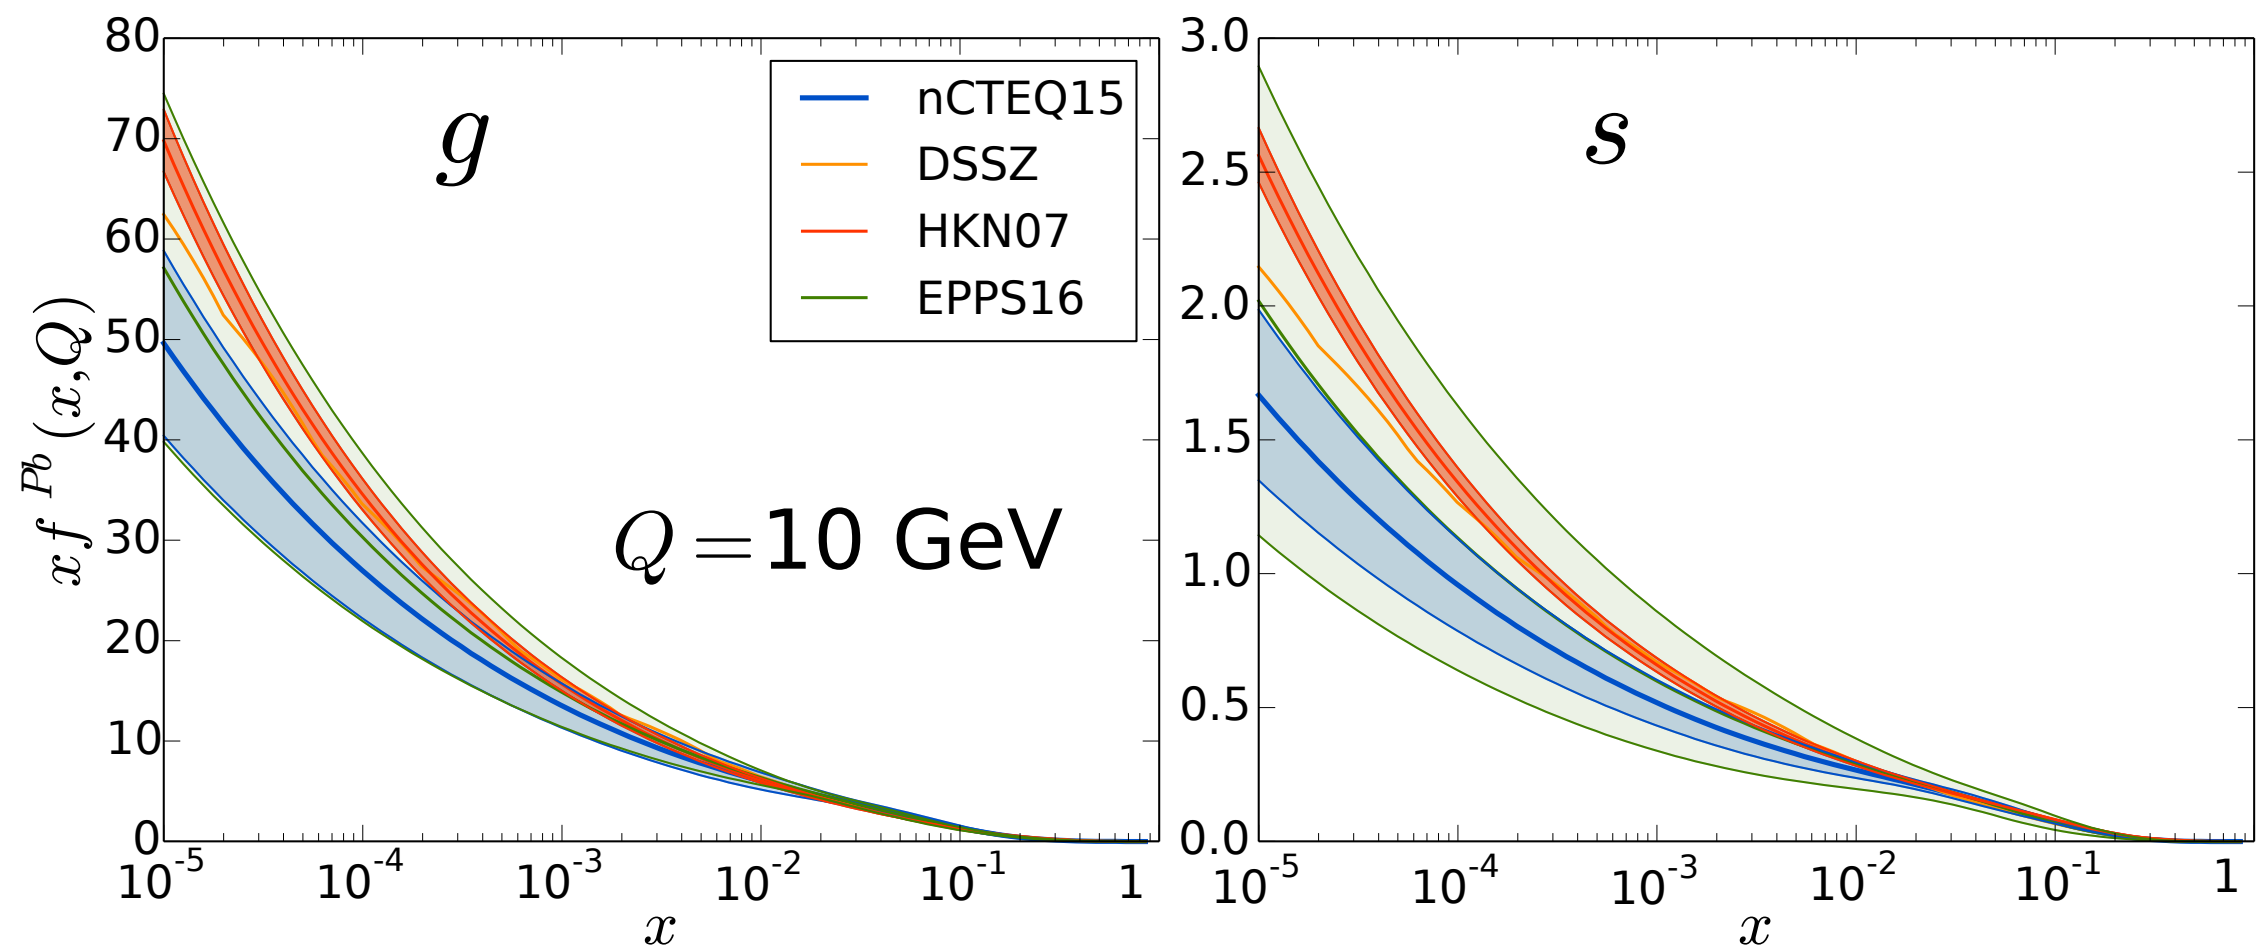 80
70
60
50
40
30
20
10
0
x f^{Pb} (x,Q)
g
nCTEQ15
DSSZ
HKN07
EPPS16
Q = 10 GeV
10^{-5} 10^{-4} 10^{-3} 10^{-2} 10^{-1} 1
x
3.0
2.5
2.0
1.5
1.0
0.5
0.0
s
10^{-5} 10^{-4} 10^{-3} 10^{-2} 10^{-1} 1
x